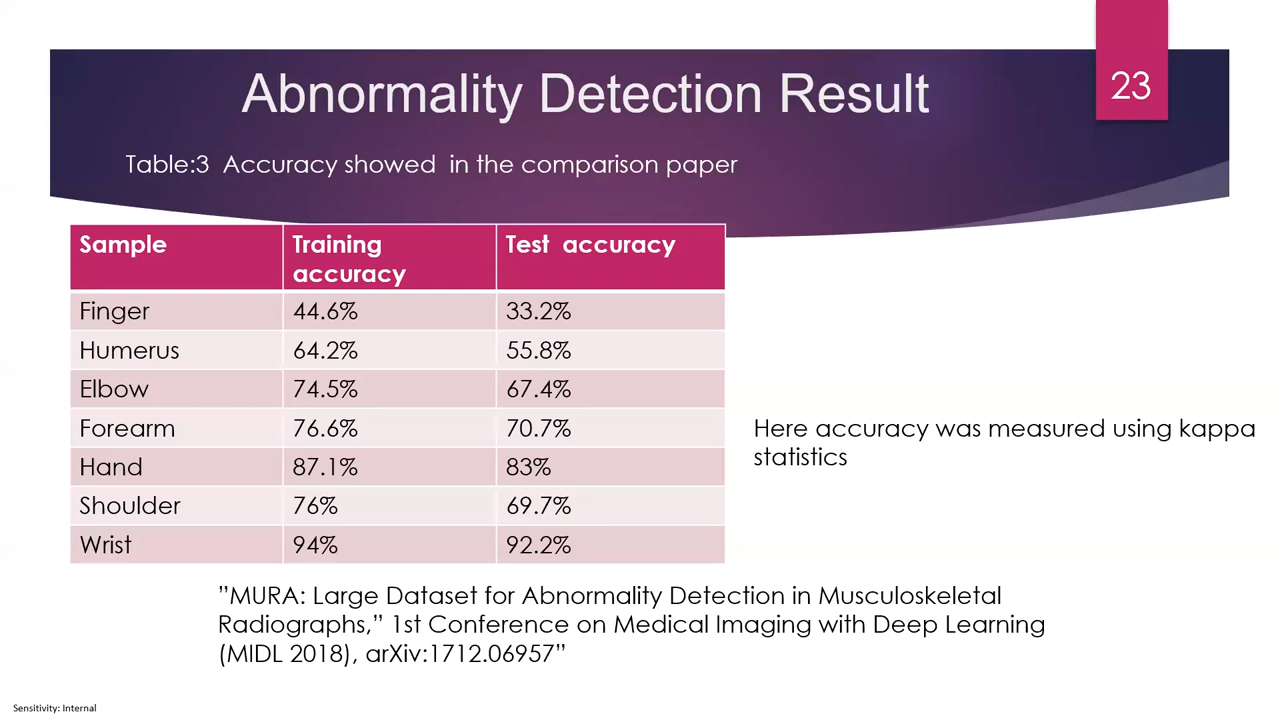 Abnormality Detection Result
23
Table:3 Accuracy showed in the comparison paper
Sample Training accuracy Test accuracy
Finger 44.6% 33.2%
Humerus 64.2% 55.8%
Elbow 74.5% 67.4%
Forearm 76.6% 70.7%
Hand 87.1% 83%
Shoulder 76% 69.7%
Wrist 94% 92.2%
Here accuracy was measured using kappa
statistics
”MURA: Large Dataset for Abnormality Detection in Musculoskeletal
Radiographs,” 1st Conference on Medical Imaging with Deep Learning
(MIDL 2018), arXiv:1712.06957”
Sensitivity: Internal